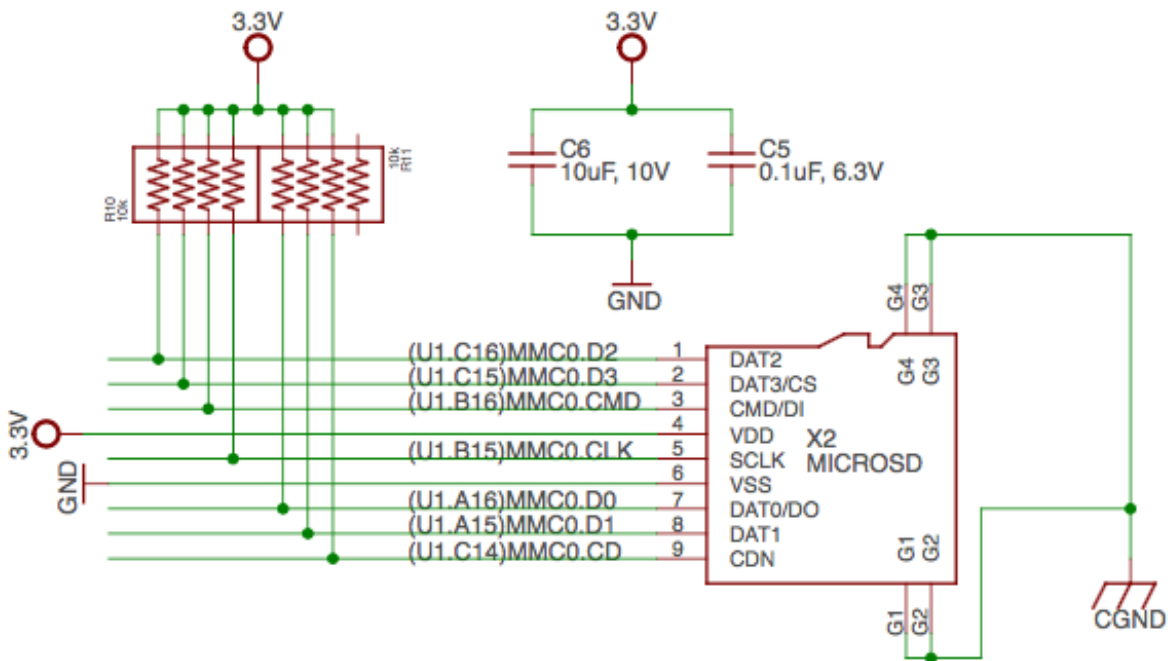 3.3V
3.3V
10k
R11
R10
10k
C6
10uF, 10V
C5
0.1uF, 6.3V
GND
G4
G3
G4
G3
(U1.C16)MMC0.D2 1 DAT2
(U1.C15)MMC0.D3 2 DAT3/CS
(U1.B16)MMC0.CMD 3 CMD/DI
3.3V 4 VDD
X2
(U1.B15)MMC0.CLK 5 SCLK
MICROSD
GND 6 VSS
(U1.A16)MMC0.D0 7 DAT0/DO
(U1.A15)MMC0.D1 8 DAT1
(U1.C14)MMC0.CD 9 CDN
G1
G2
G1
G2
CGND